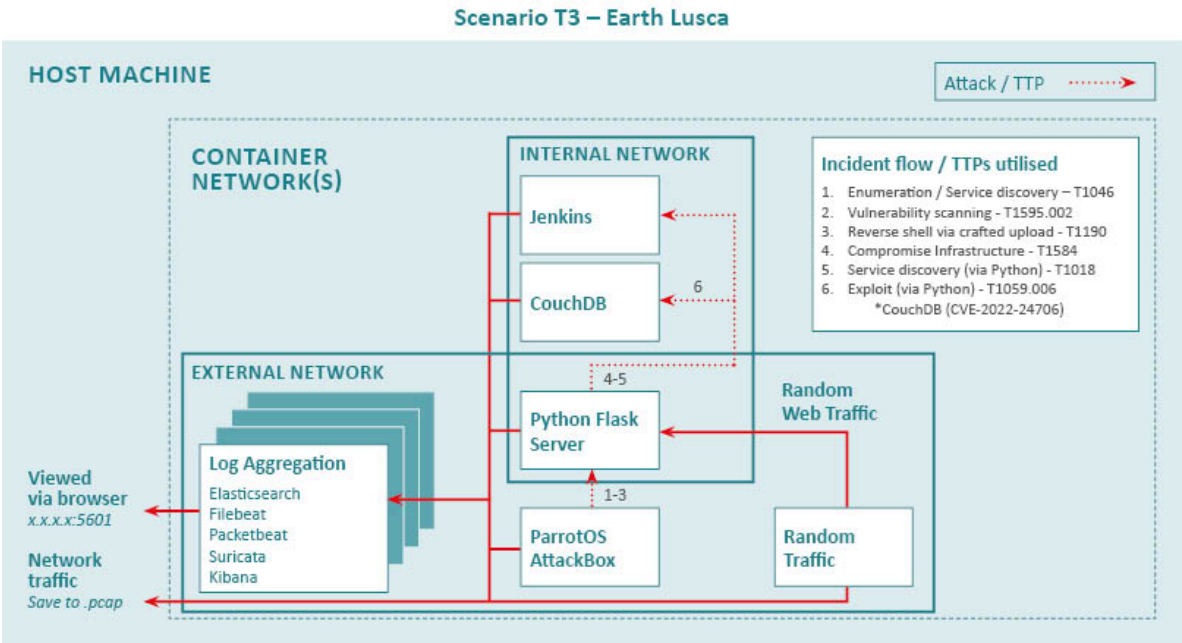 Scenario T3 – Earth Lusca
HOST MACHINE
Attack / TTP
CONTAINER
NETWORK(S)
INTERNAL NETWORK
Jenkins
CouchDB
6
Incident flow / TTPs utilised
1. Enumeration / Service discovery – T1046
2. Vulnerability scanning - T1595.002
3. Reverse shell via crafted upload - T1190
4. Compromise Infrastructure - T1584
5. Service discovery (via Python) - T1018
6. Exploit (via Python) – T1059.006
*CouchDB (CVE-2022-24706)
EXTERNAL NETWORK
4-5
Python Flask
Server
Random
Web Traffic
Log Aggregation
Elasticsearch
Filebeat
Packetbeat
Suricata
Kibana
1-3
ParrotOS
AttackBox
Random
Traffic
Viewed
via browser
x.x.x.x:5601
Network
traffic
Save to .pcap